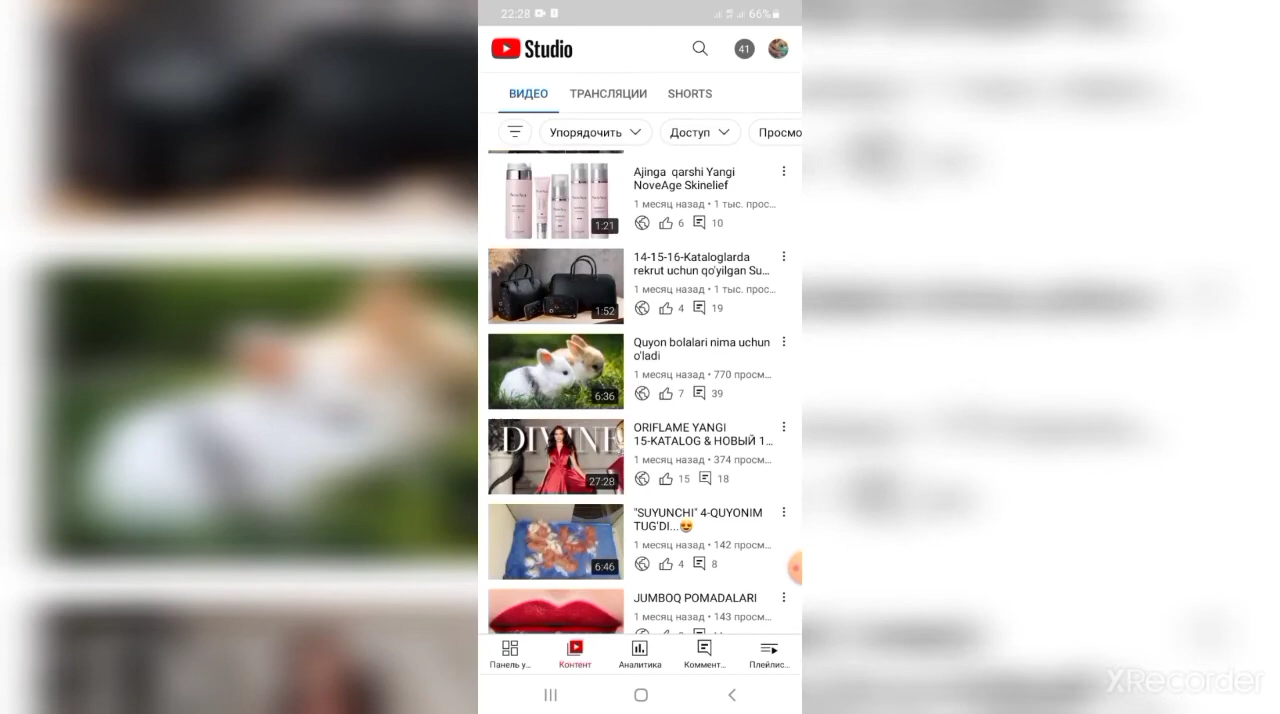 22:28 66%
Studio 41
ВИДЕО ТРАНСЛЯЦИИ SHORTS
Упорядочить Доступ Просмо
Ajinga qarshi Yangi
NoveAge Skinelief
1 месяц назад • 1 тыс. прос...
1:21
6 10
14-15-16-Kataloglarda
rekrut uchun qo'yilgan Su...
1 месяц назад • 1 тыс. прос...
1:52
4 19
Quyon bolalari nima uchun
o'ladi
1 месяц назад • 770 просм...
6:36
7 39
DIVINE
ORIFLAME YANGI
15-KATALOG & НОВЫЙ 1...
1 месяц назад • 374 просм...
27:28
15 18
"SUYUNCHI" 4-QUYONIM
TUG'DI...😍
1 месяц назад • 142 просм...
6:46
4 8
JUMBOQ POMADALARI
1 месяц назад • 143 просм...
Панель у... Контент Аналитика Коммент... Плейлис...
XRecorder